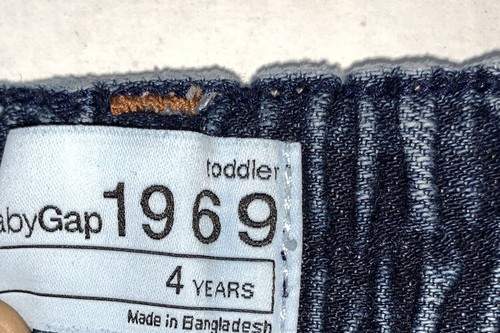 toddler
abyGap 1969
4 YEARS
Made in Bangladesh